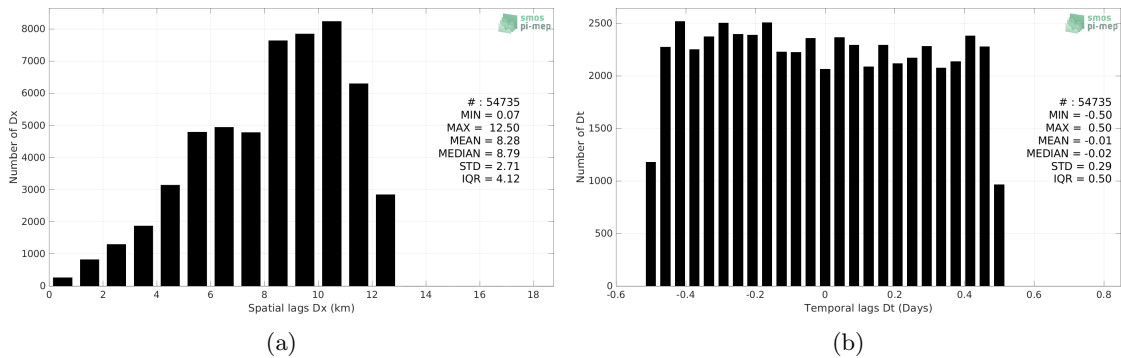 smos
pi-mep
Number of Dx
8000
7000
6000
5000
4000
3000
2000
1000
0
# : 54735
MIN = 0.07
MAX = 12.50
MEAN = 8.28
MEDIAN = 8.79
STD = 2.71
IQR = 4.12
0 2 4 6 8 10 12 14 16 18
Spatial lags Dx (km)
(a)
smos
pi-mep
Number of Dt
2500
2000
1500
1000
500
0
# : 54735
MIN = -0.50
MAX = 0.50
MEAN = -0.01
MEDIAN = -0.02
STD = 0.29
IQR = 0.50
-0.6 -0.4 -0.2 0 0.2 0.4 0.6 0.8
Temporal lags Dt (Days)
(b)